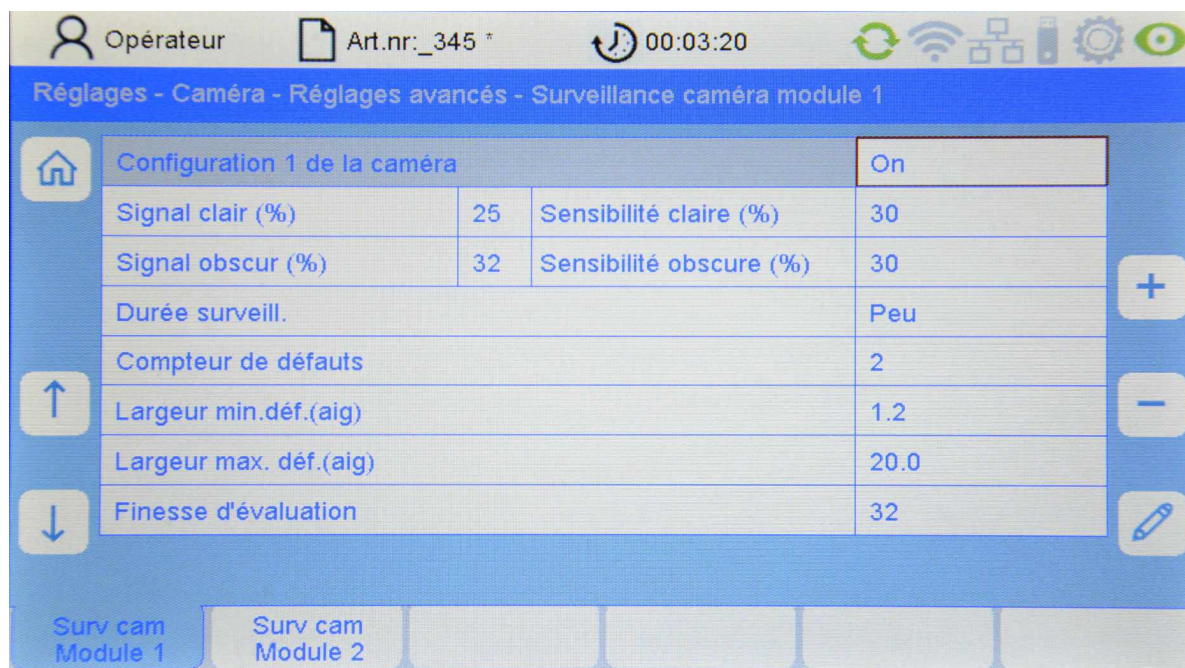 Opérateur Art.nr:_345 * 00:03:20
Réglages - Caméra - Réglages avancés - Surveillance caméra module 1
Configuration 1 de la caméra On
Signal clair (%) 25 Sensibilité claire (%) 30
Signal obscur (%) 32 Sensibilité obscure (%) 30
Durée surveill. Peu
Compteur de défauts 2
Largeur min.déf.(aig) 1.2
Largeur max. déf.(aig) 20.0
Finesse d'évaluation 32
Surv cam Surv cam
Module 1 Module 2